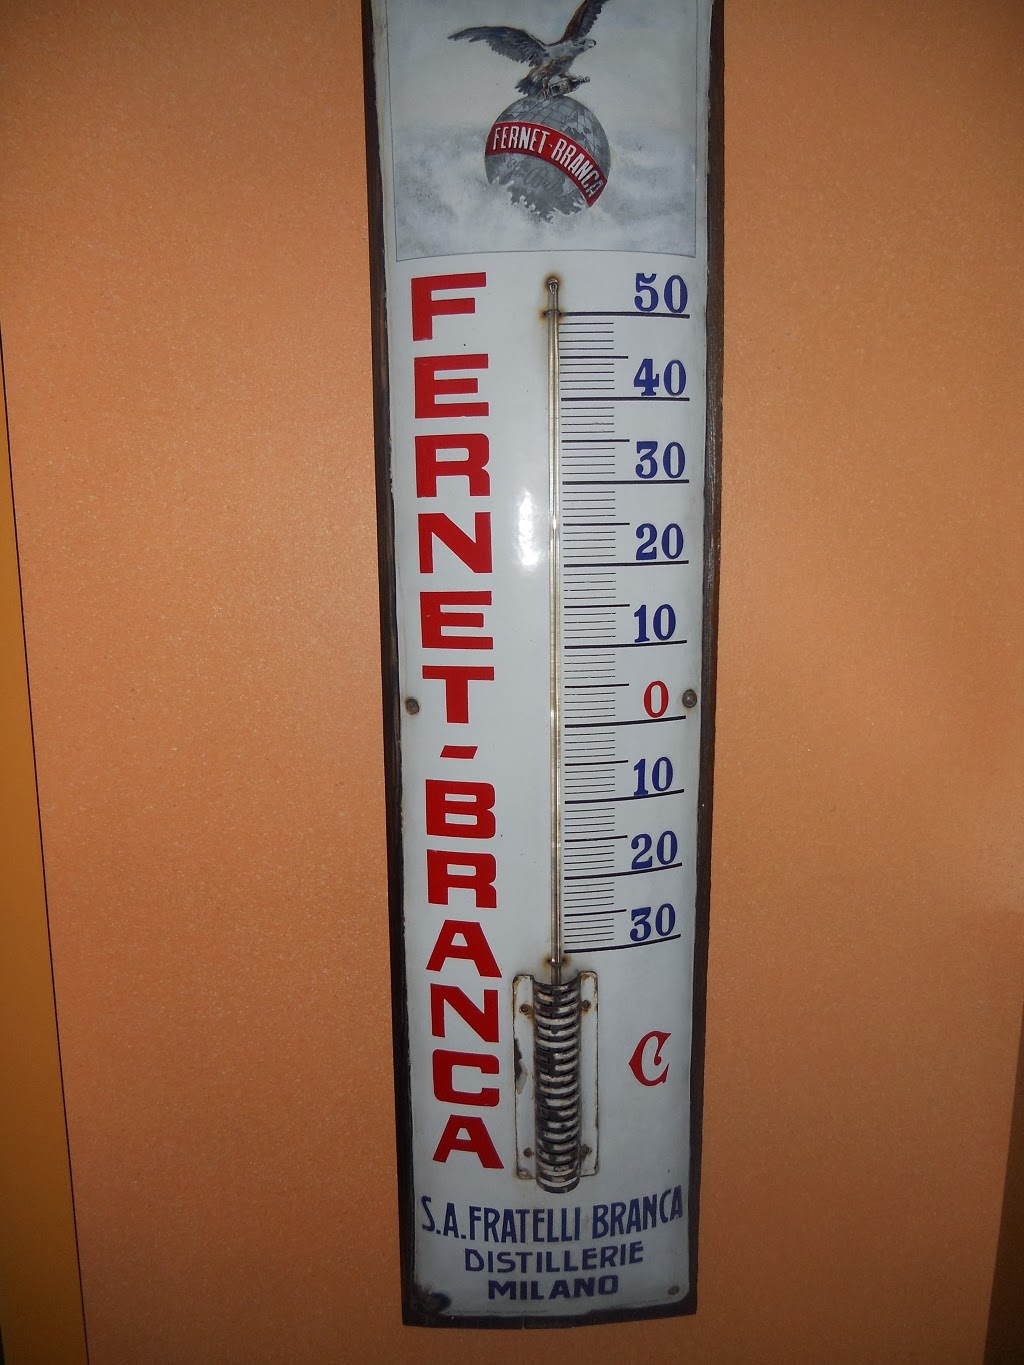 FERNET-BRANCA
FERNET-BRANCA
50
40
30
20
10
0
10
20
30
C
S.A.FRATELLI BRANCA
DISTILLERIE
MILANO